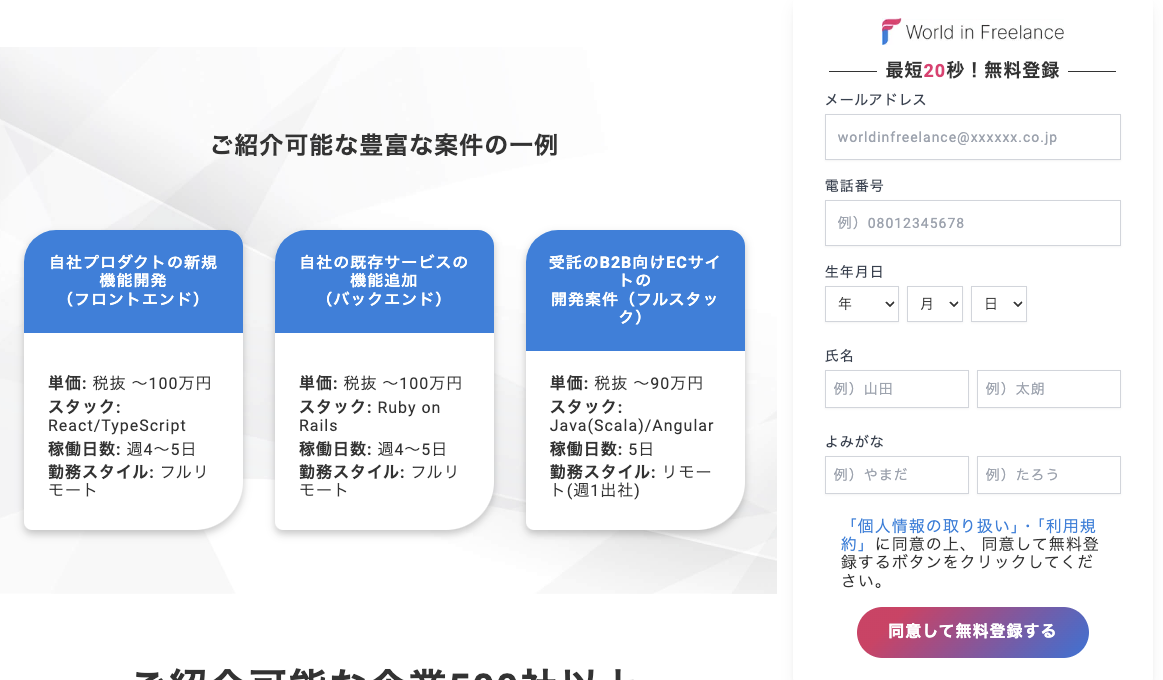 ご紹介可能な豊富な案件の一例
自社プロダクトの新規
機能開発
（フロントエンド）
単価: 税抜 〜100万円
スタック:
React/TypeScript
稼働日数: 週4〜5日
勤務スタイル: フルリ
モート
自社の既存サービスの
機能追加
（バックエンド）
単価: 税抜 〜100万円
スタック: Ruby on
Rails
稼働日数: 週4〜5日
勤務スタイル: フルリ
モート
受託のB2B向けECサイ
トの
開発案件（フルスタッ
ク）
単価: 税抜 〜90万円
スタック:
Java(Scala)/Angular
稼働日数: 5日
勤務スタイル: リモー
ト(週1出社)
ご紹介可能な企業500社以上
World in Freelance
最短20秒！無料登録
メールアドレス
worldinfreelance@xxxxxx.co.jp
電話番号
例）08012345678
生年月日
年 月 日
氏名
例）山田 例）太朗
よみがな
例）やまだ 例）たろう
「個人情報の取り扱い」・「利用規
約」に同意の上、 同意して無料登
録するボタンをクリックしてくだ
さい。
同意して無料登録する